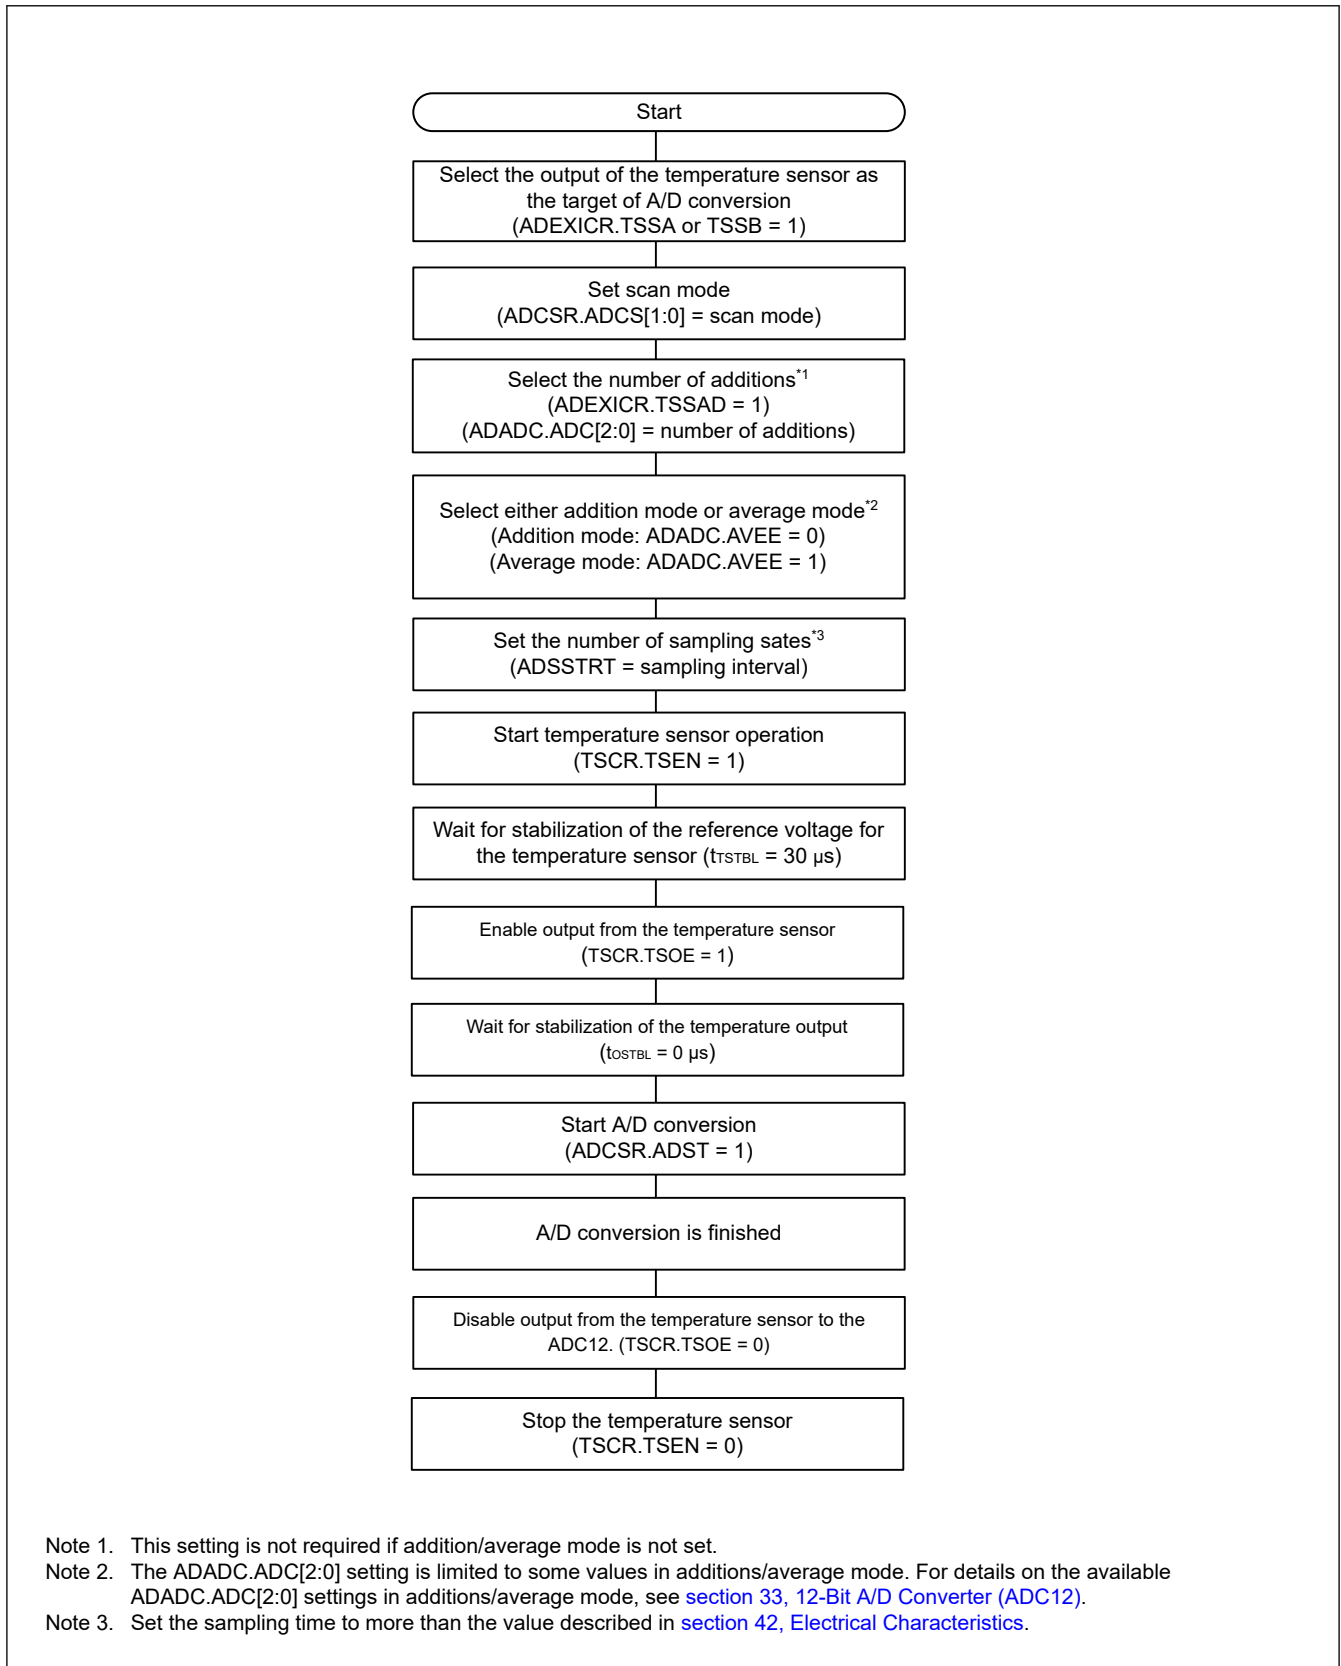 Start
Select the output of the temperature sensor as
the target of A/D conversion
(ADEXICR.TSSA or TSSB = 1)
Set scan mode
(ADCSR.ADCS[1:0] = scan mode)
Select the number of additions*1
(ADEXICR.TSSAD = 1)
(ADADC.ADC[2:0] = number of additions)
Select either addition mode or average mode*2
(Addition mode: ADADC.AVEE = 0)
(Average mode: ADADC.AVEE = 1)
Set the number of sampling sates*3
(ADSSTRT = sampling interval)
Start temperature sensor operation
(TSCR.TSEN = 1)
Wait for stabilization of the reference voltage for
the temperature sensor (tTSTBL = 30 µs)
Enable output from the temperature sensor
(TSCR.TSOE = 1)
Wait for stabilization of the temperature output
(tOSTBL = 0 µs)
Start A/D conversion
(ADCSR.ADST = 1)
A/D conversion is finished
Disable output from the temperature sensor to the
ADC12. (TSCR.TSOE = 0)
Stop the temperature sensor
(TSCR.TSEN = 0)
Note 1. This setting is not required if addition/average mode is not set.
Note 2. The ADADC.ADC[2:0] setting is limited to some values in additions/average mode. For details on the available
ADADC.ADC[2:0] settings in additions/average mode, see section 33, 12-Bit A/D Converter (ADC12).
Note 3. Set the sampling time to more than the value described in section 42, Electrical Characteristics.